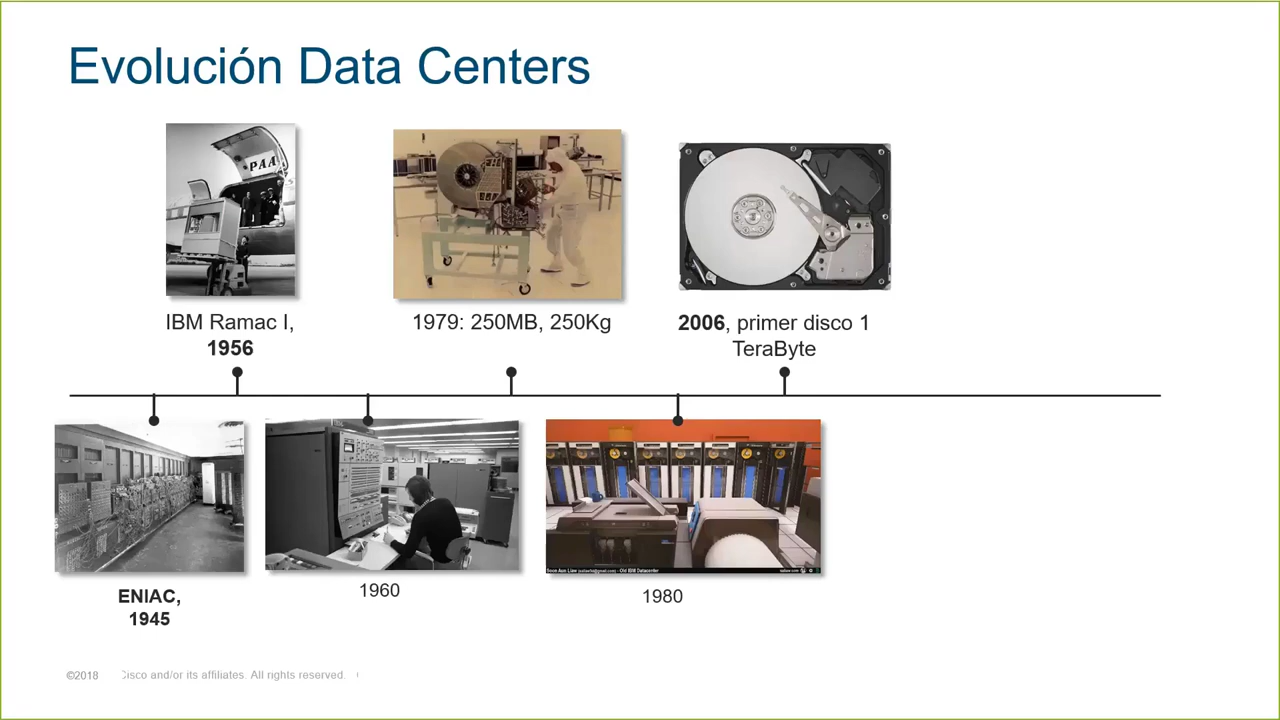 Evolución Data Centers
PAA
IBM Ramac I,
1956
1979: 250MB, 250Kg
2006, primer disco 1
TeraByte
ENIAC,
1945
1960
1980
©2018
Cisco and/or its affiliates. All rights reserved.